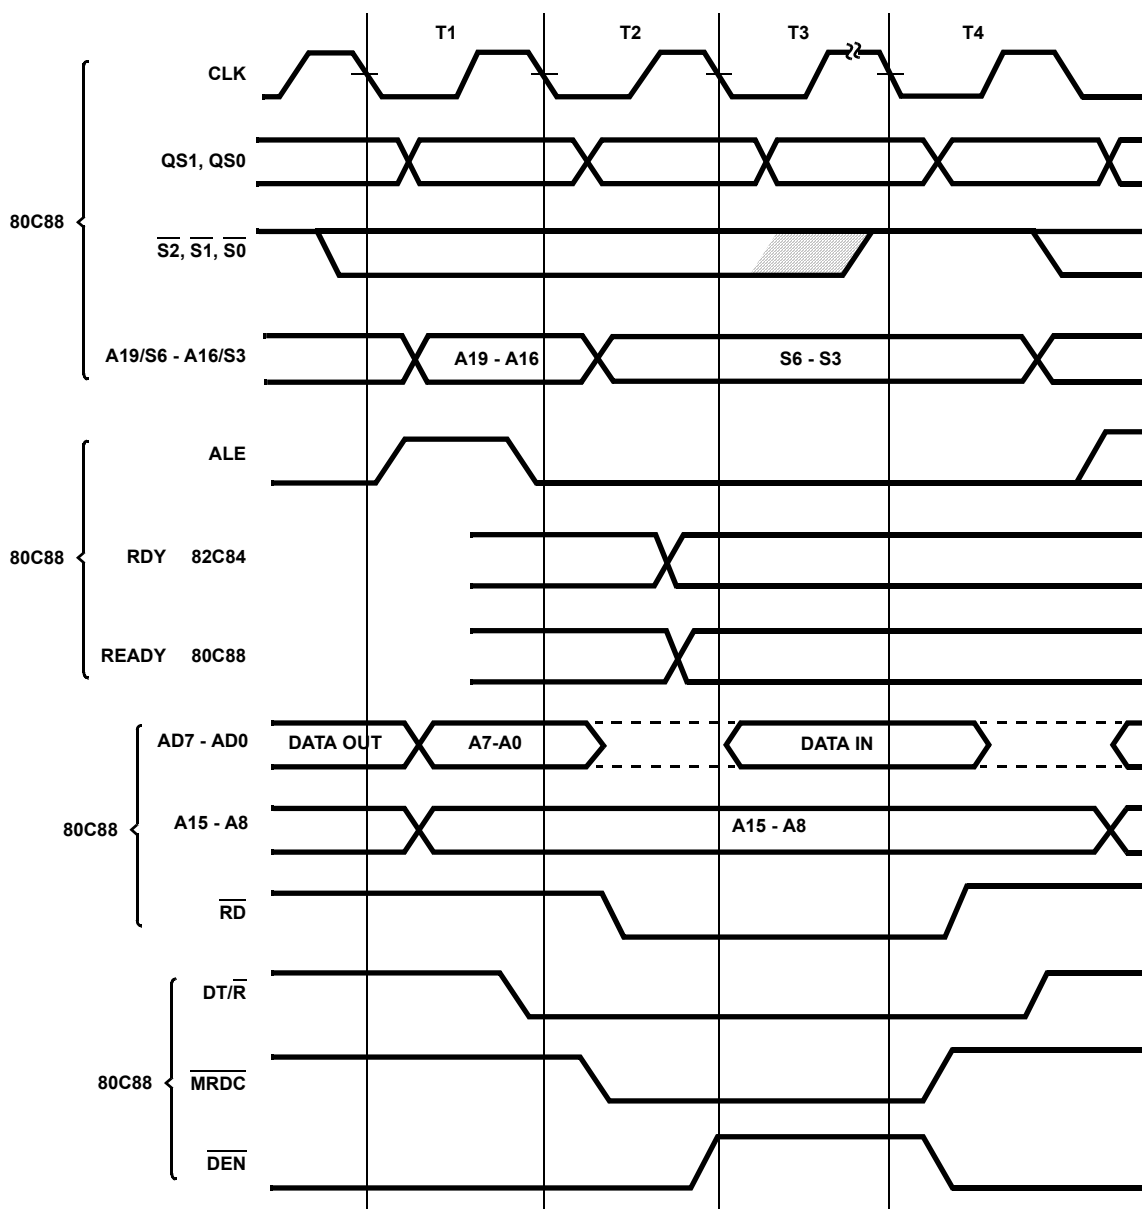 T1 T2 T3 T4
CLK
QS1, QS0
80C88
S2, S1, S0
A19/S6 - A16/S3 A19 - A16 S6 - S3
ALE
80C88 RDY 82C84
READY 80C88
AD7 - AD0 DATA OUT A7-A0 DATA IN
80C88 A15 - A8 A15 - A8
RD
DT/R
80C88 MRDC
DEN